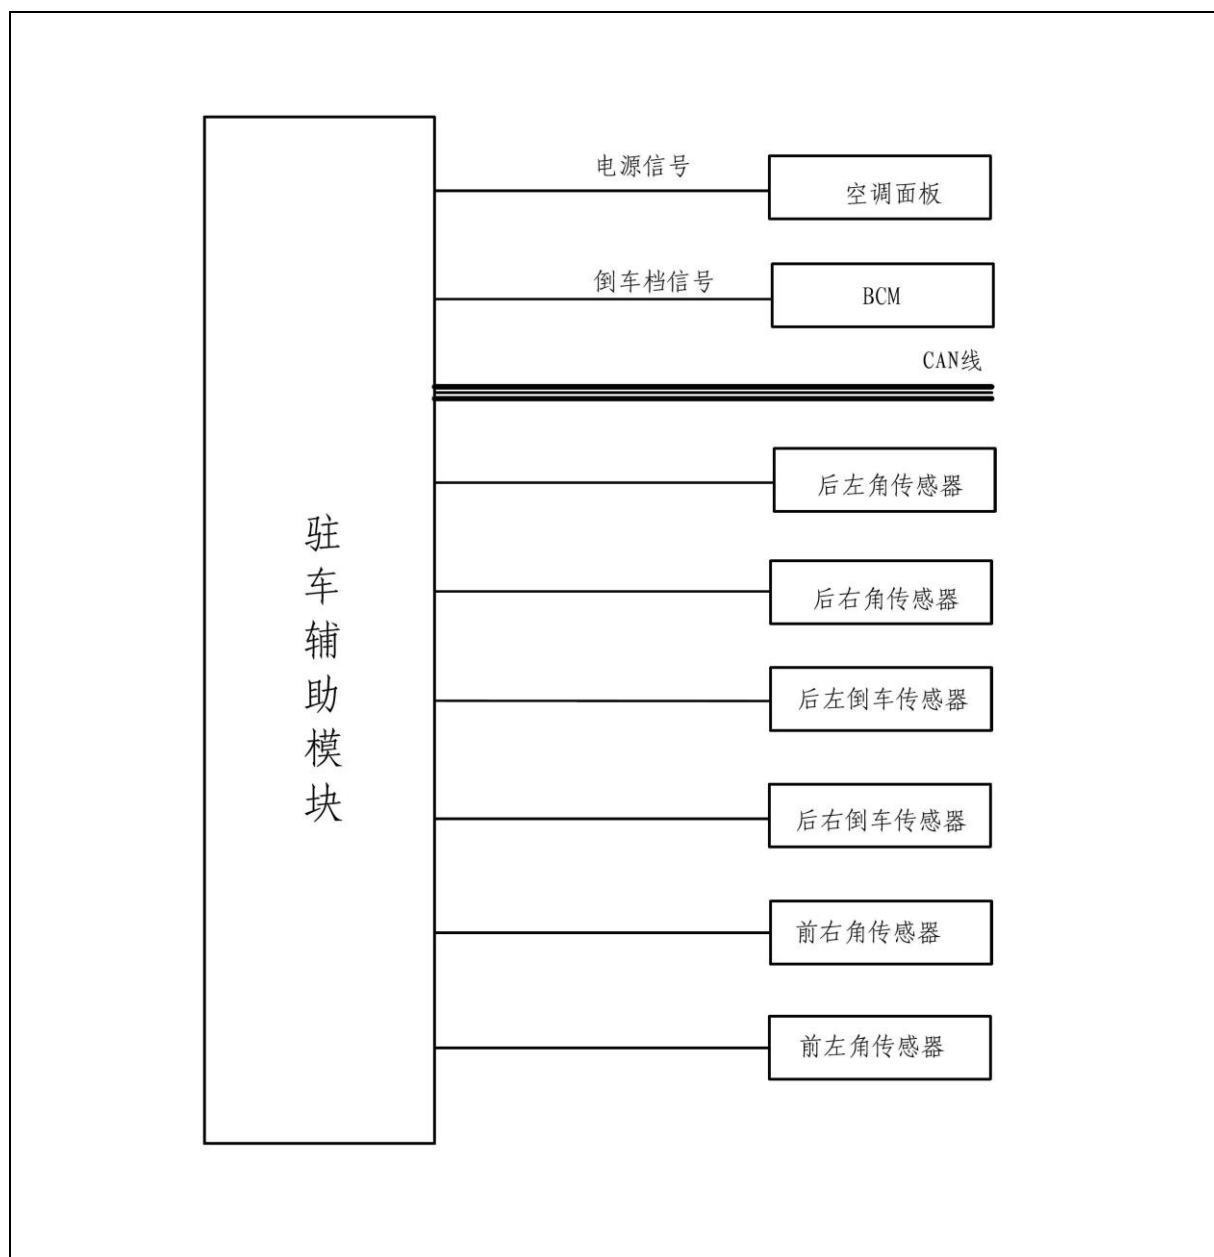 电源信号
空调面板
倒车档信号
BCM
CAN线
驻车辅助模块
后左角传感器
后右角传感器
后左倒车传感器
后右倒车传感器
前右角传感器
前左角传感器